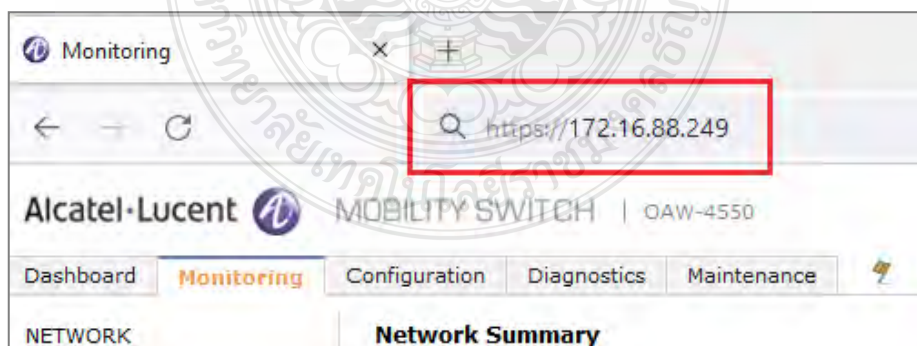 Monitoring
https://172.16.88.249
Alcatel·Lucent MOBILITY SWITCH | OAW-4550
Dashboard Monitoring Configuration Diagnostics Maintenance
NETWORK Network Summary